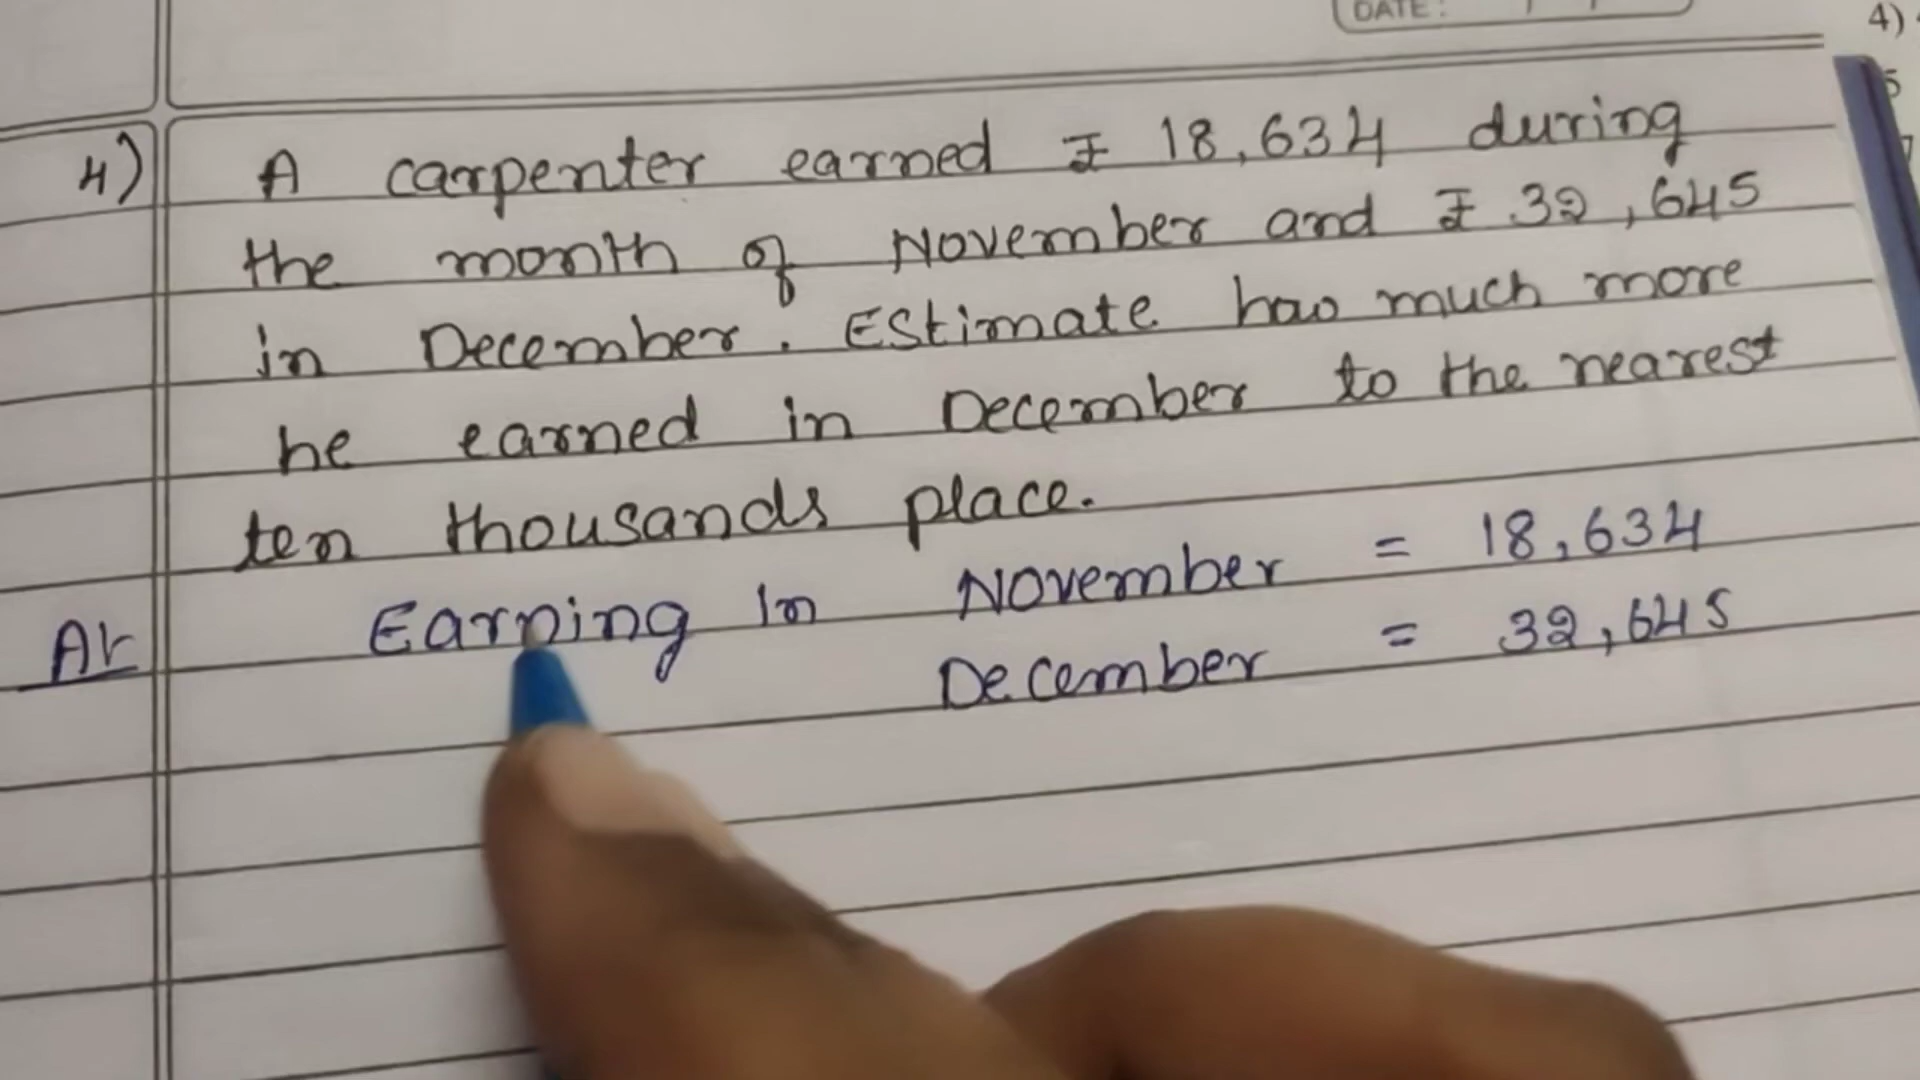 DATE:
4)
4) A carpenter earned ₹ 18,634 during
the month of November and ₹ 32,645
in December. Estimate how much more
he earned in December to the nearest
ten thousands place.
Earning In November = 18,634
December = 32,645